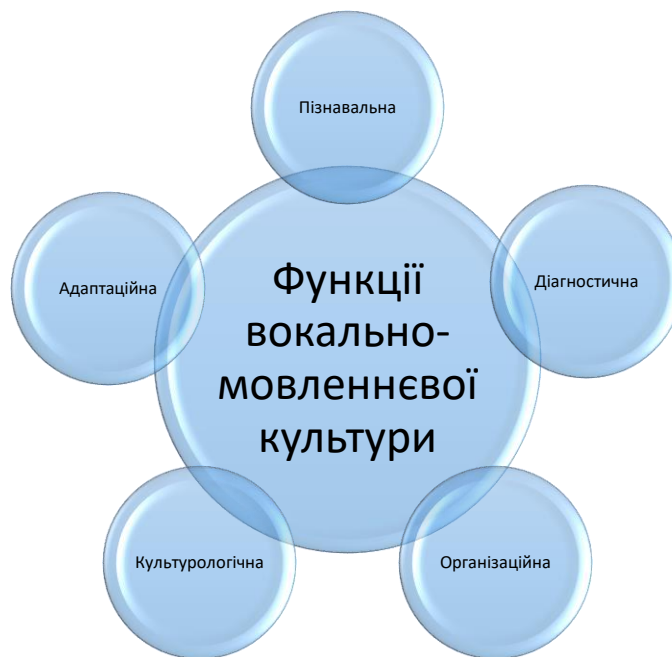 Пізнавальна
Адаптаційна
Діагностична
Функції
вокально-
мовленнєвої
культури
Культурологічна
Організаційна